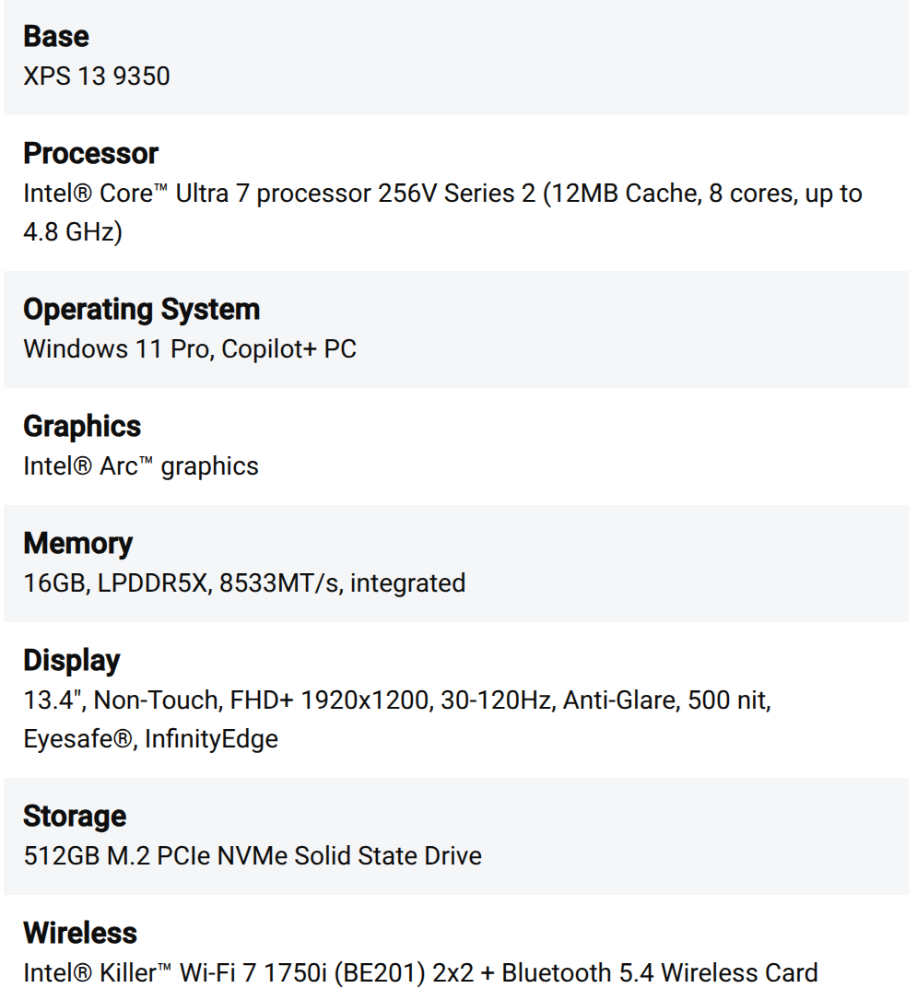 Base
XPS 13 9350
Processor
Intel® Core™ Ultra 7 processor 256V Series 2 (12MB Cache, 8 cores, up to
4.8 GHz)
Operating System
Windows 11 Pro, Copilot+ PC
Graphics
Intel® Arc™ graphics
Memory
16GB, LPDDR5X, 8533MT/s, integrated
Display
13.4", Non-Touch, FHD+ 1920x1200, 30-120Hz, Anti-Glare, 500 nit,
Eyesafe®, InfinityEdge
Storage
512GB M.2 PCIe NVMe Solid State Drive
Wireless
Intel® Killer™ Wi-Fi 7 1750i (BE201) 2x2 + Bluetooth 5.4 Wireless Card